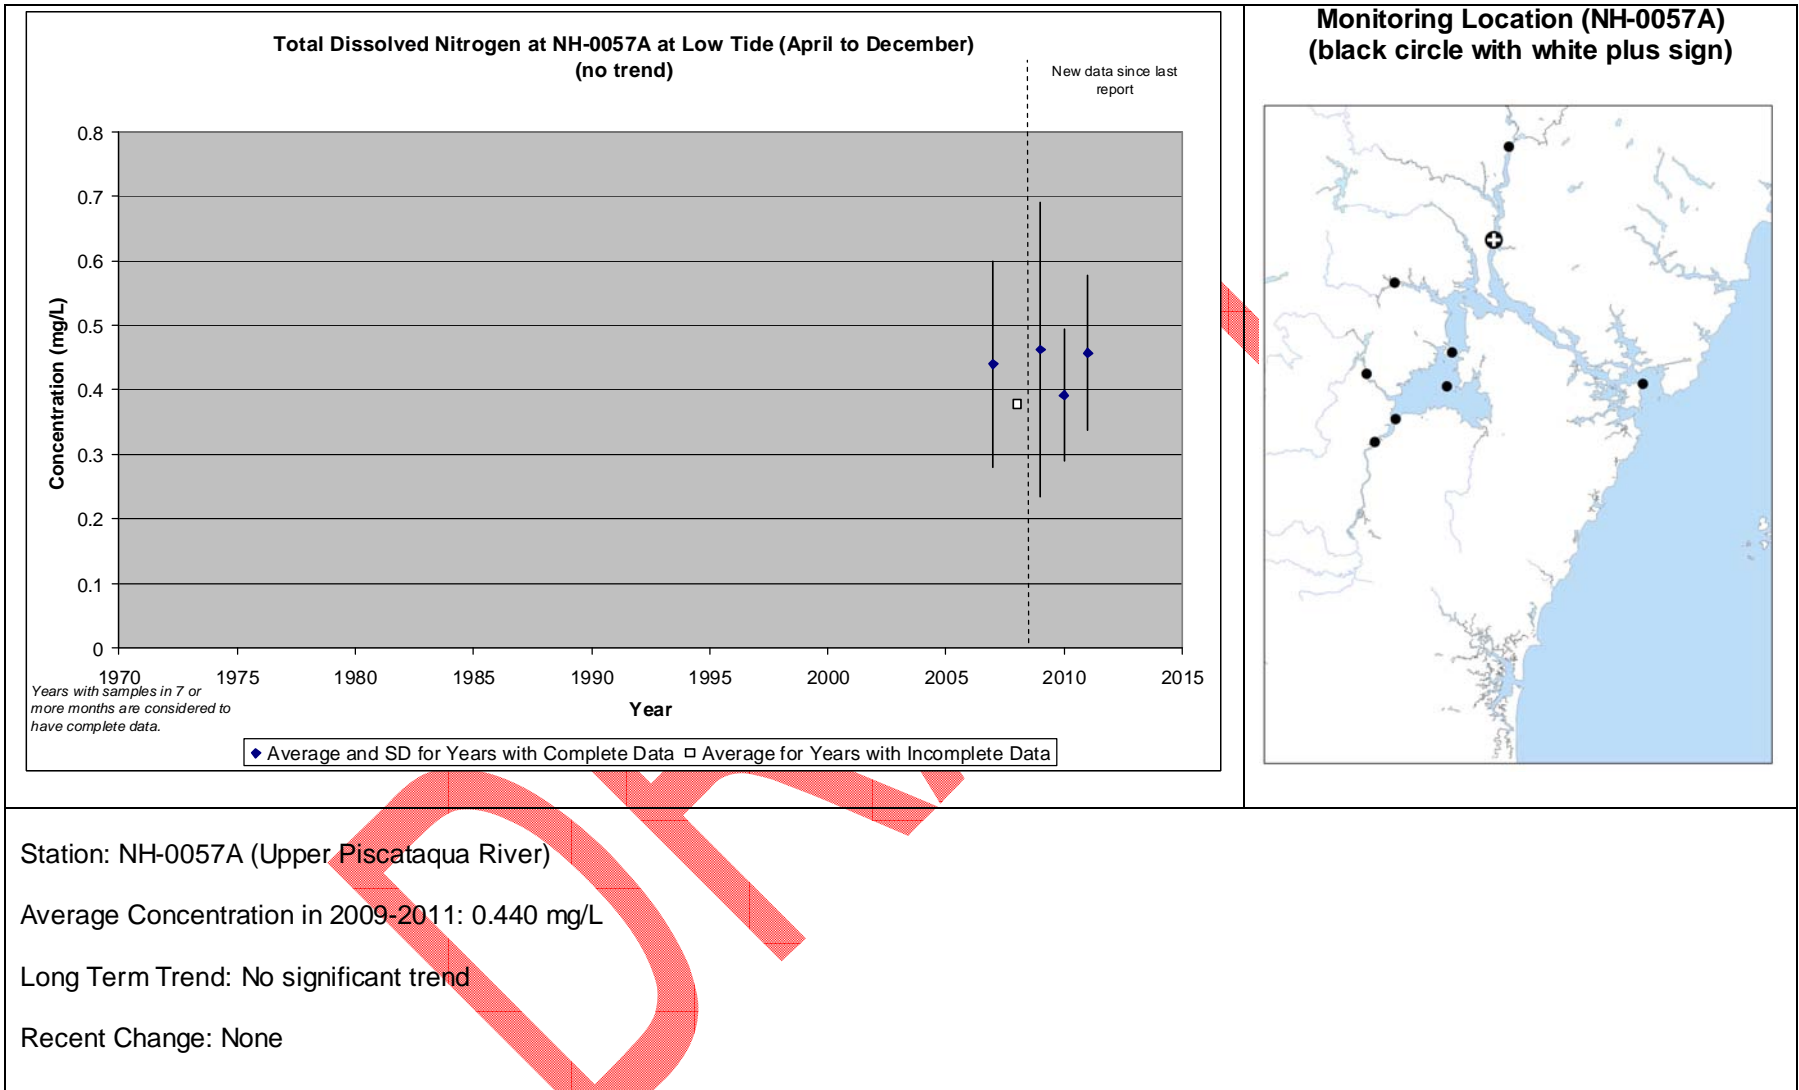 Total Dissolved Nitrogen at NH-0057A at Low Tide (April to December)
(no trend)
New data since last
report
Concentration (mg/L)
0.8
0.7
0.6
0.5
0.4
0.3
0.2
0.1
0
1970 1975 1980 1985 1990 1995 2000 2005 2010 2015
Year
Years with samples in 7 or
more months are considered to
have complete data.
Average and SD for Years with Complete Data Average for Years with Incomplete Data
Monitoring Location (NH-0057A)
(black circle with white plus sign)
Station: NH-0057A (Upper Piscataqua River)
Average Concentration in 2009-2011: 0.440 mg/L
Long Term Trend: No significant trend
Recent Change: None